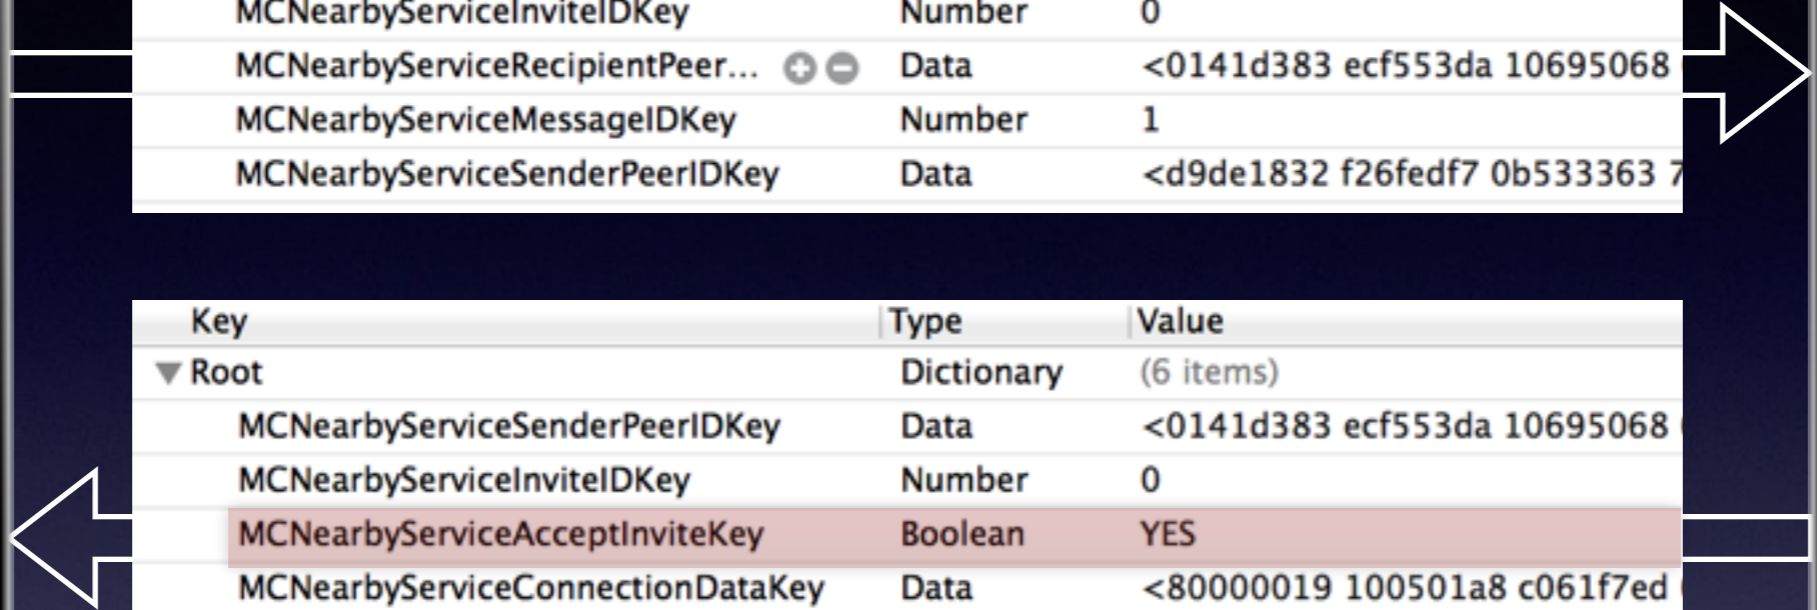 MCNearbyServiceInviteIDKey Number 0
MCNearbyServiceRecipientPeer... Data <0141d383 ecf553da 10695068
MCNearbyServiceMessageIDKey Number 1
MCNearbyServiceSenderPeerIDKey Data <d9de1832 f26fedf7 0b533363 7
Key Type Value
Root Dictionary (6 items)
MCNearbyServiceSenderPeerIDKey Data <0141d383 ecf553da 10695068
MCNearbyServiceInviteIDKey Number 0
MCNearbyServiceAcceptInviteKey Boolean YES
MCNearbyServiceConnectionDataKey Data <80000019 100501a8 c061f7ed